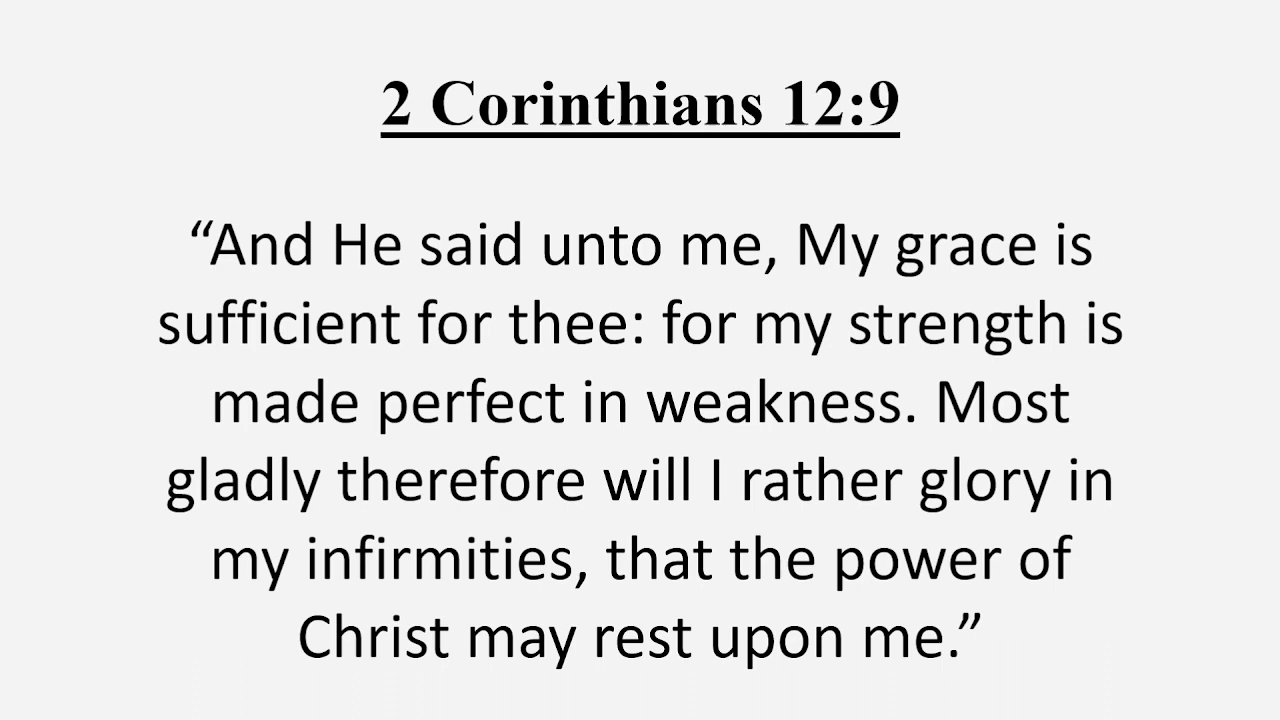 2 Corinthians 12:9
“And He said unto me, My grace is
sufficient for thee: for my strength is
made perfect in weakness. Most
gladly therefore will I rather glory in
my infirmities, that the power of
Christ may rest upon me.”